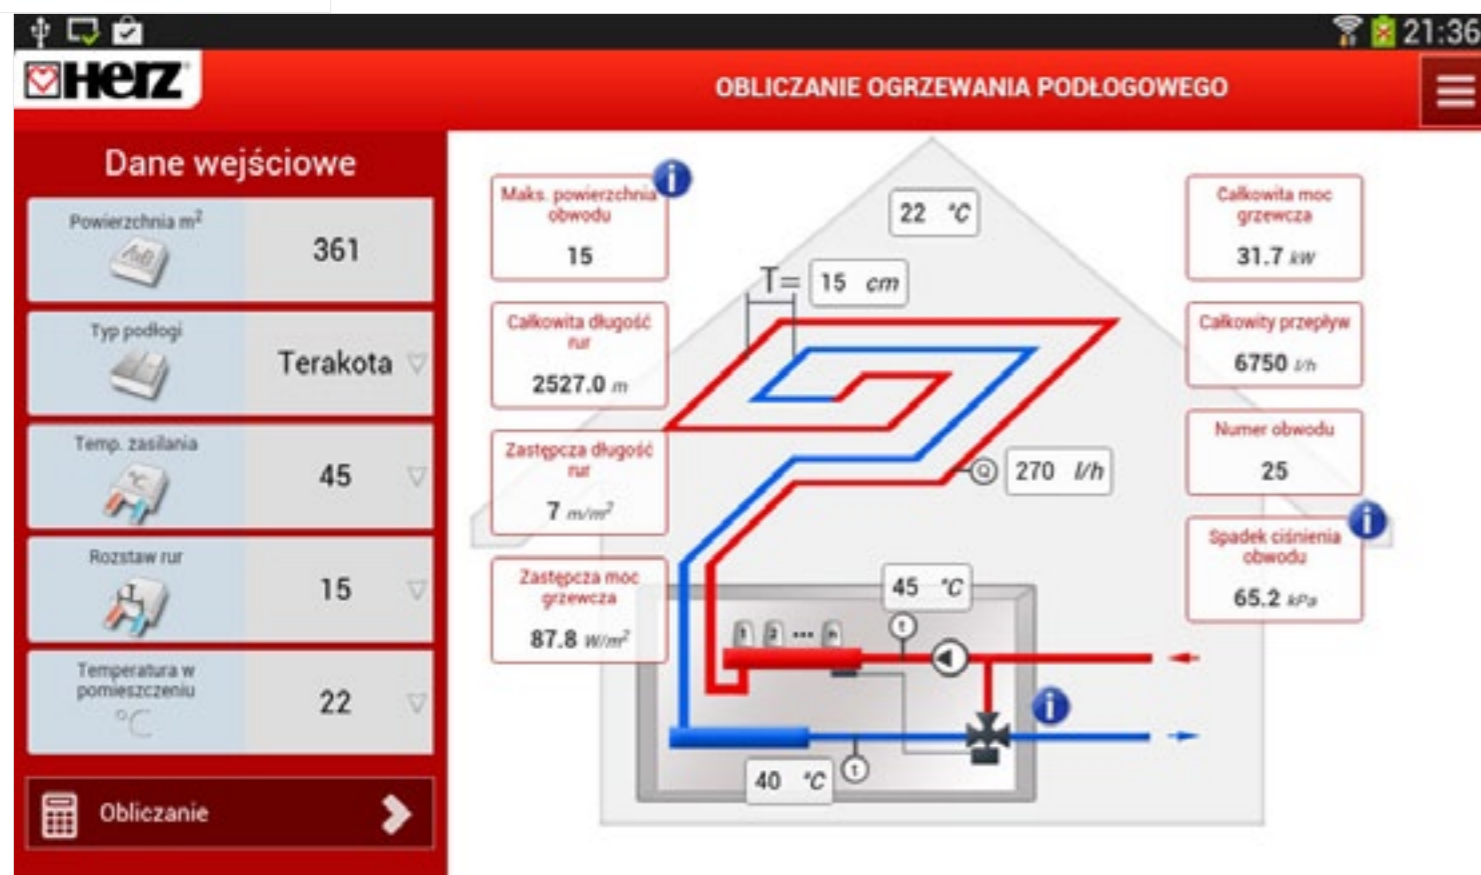 21:36
HERZ
OBLICZANIE OGRZEWANIA PODŁOGOWEGO
Dane wejściowe
Powierzchnia m²
AxB
361
Typ podłogi
Terakota
Temp. zasilania
°C
45
Rozstaw rur
T
15
Temperatura w
pomieszczeniu
°C
22
Obliczanie
Maks. powierzchnia
obwodu
15
i
Całkowita długość
rur
2527.0 m
Zastępcza długość
rur
7 m/m²
Zastępcza moc
grzewcza
87.8 W/m²
22 °C
T= 15 cm
Q 270 l/h
45 °C
1 2 ... n
t
i
40 °C
t
Całkowita moc
grzewcza
31.7 kW
Całkowity przepływ
6750 l/h
Numer obwodu
25
i
Spadek ciśnienia
obwodu
65.2 kPa